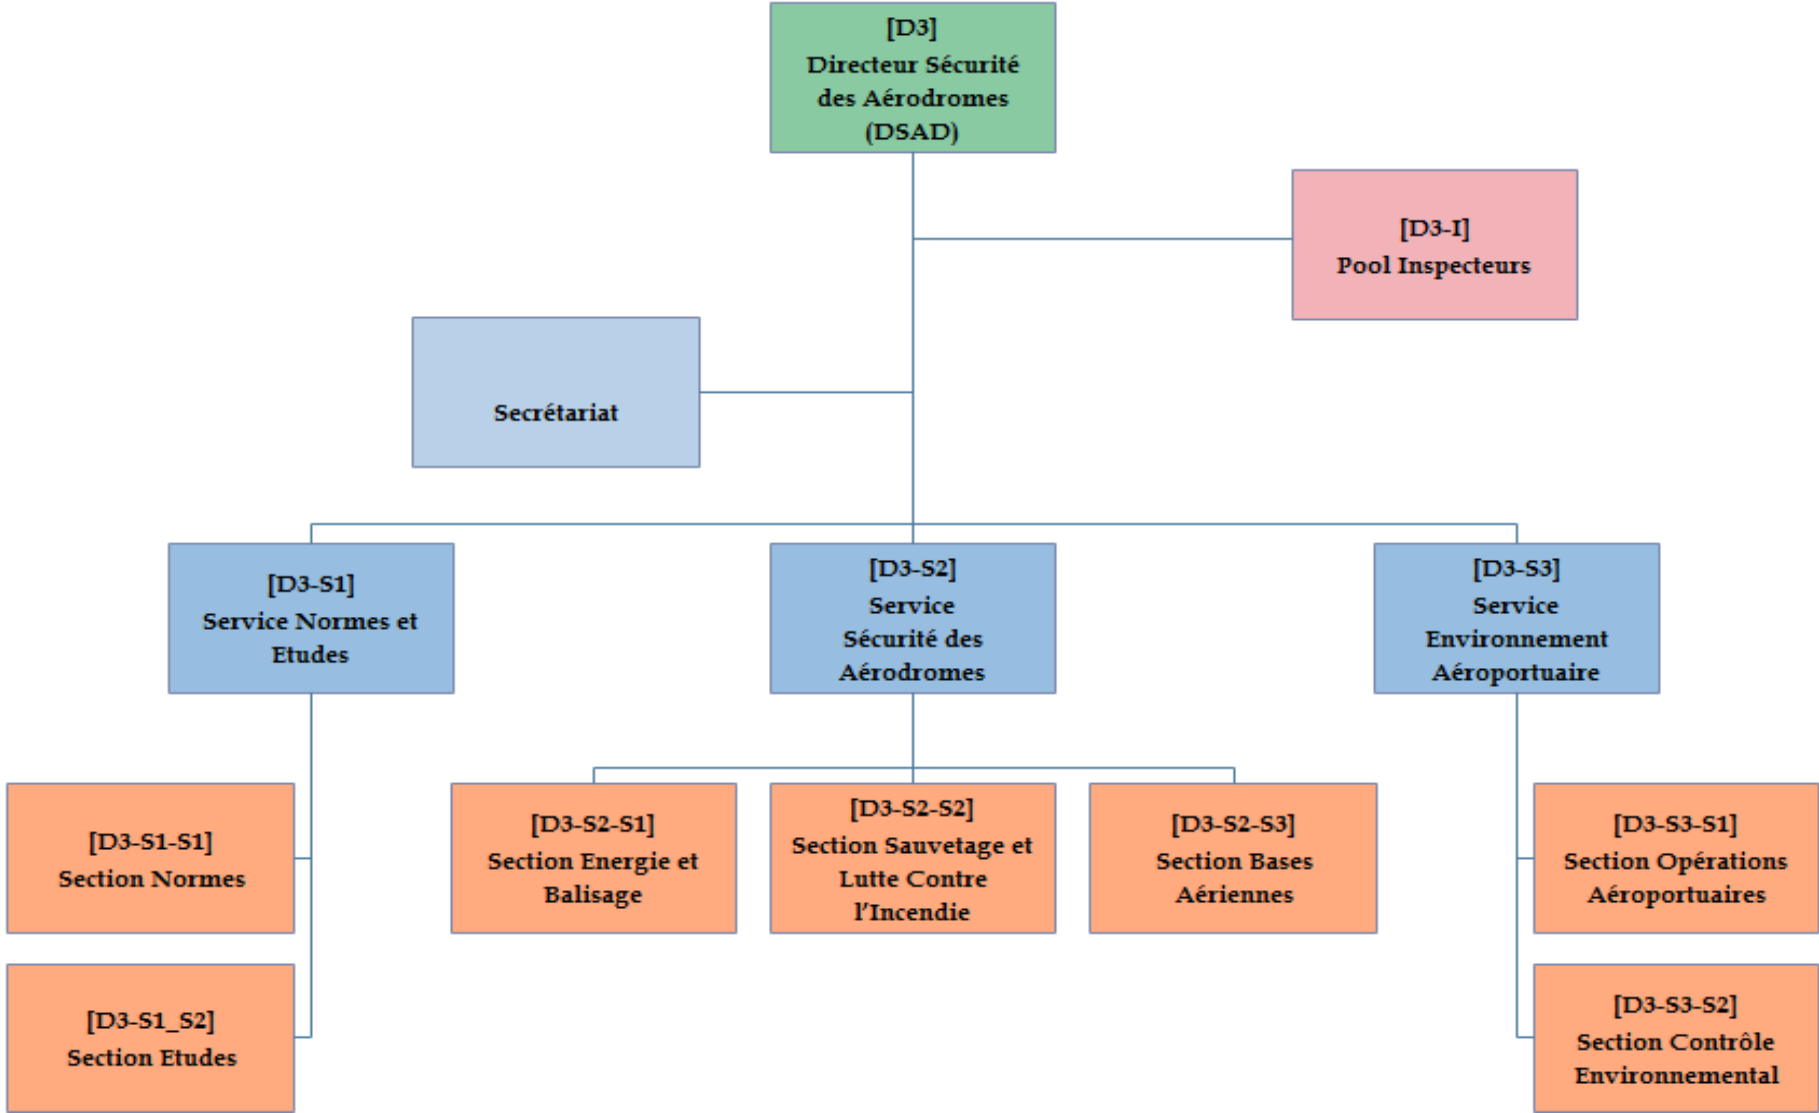 [D3]
Directeur Sécurité
des Aérodromes
(DSAD)
[D3-I]
Pool Inspecteurs
Secrétariat
[D3-S1]
Service Normes et
Etudes
[D3-S2]
Service
Sécurité des
Aérodromes
[D3-S3]
Service
Environnement
Aéroportuaire
[D3-S1-S1]
Section Normes
[D3-S2-S1]
Section Energie et
Balisage
[D3-S2-S2]
Section Sauvetage et
Lutte Contre
l'Incendie
[D3-S2-S3]
Section Bases
Aériennes
[D3-S3-S1]
Section Opérations
Aéroportuaires
[D3-S1_S2]
Section Etudes
[D3-S3-S2]
Section Contrôle
Environnemental